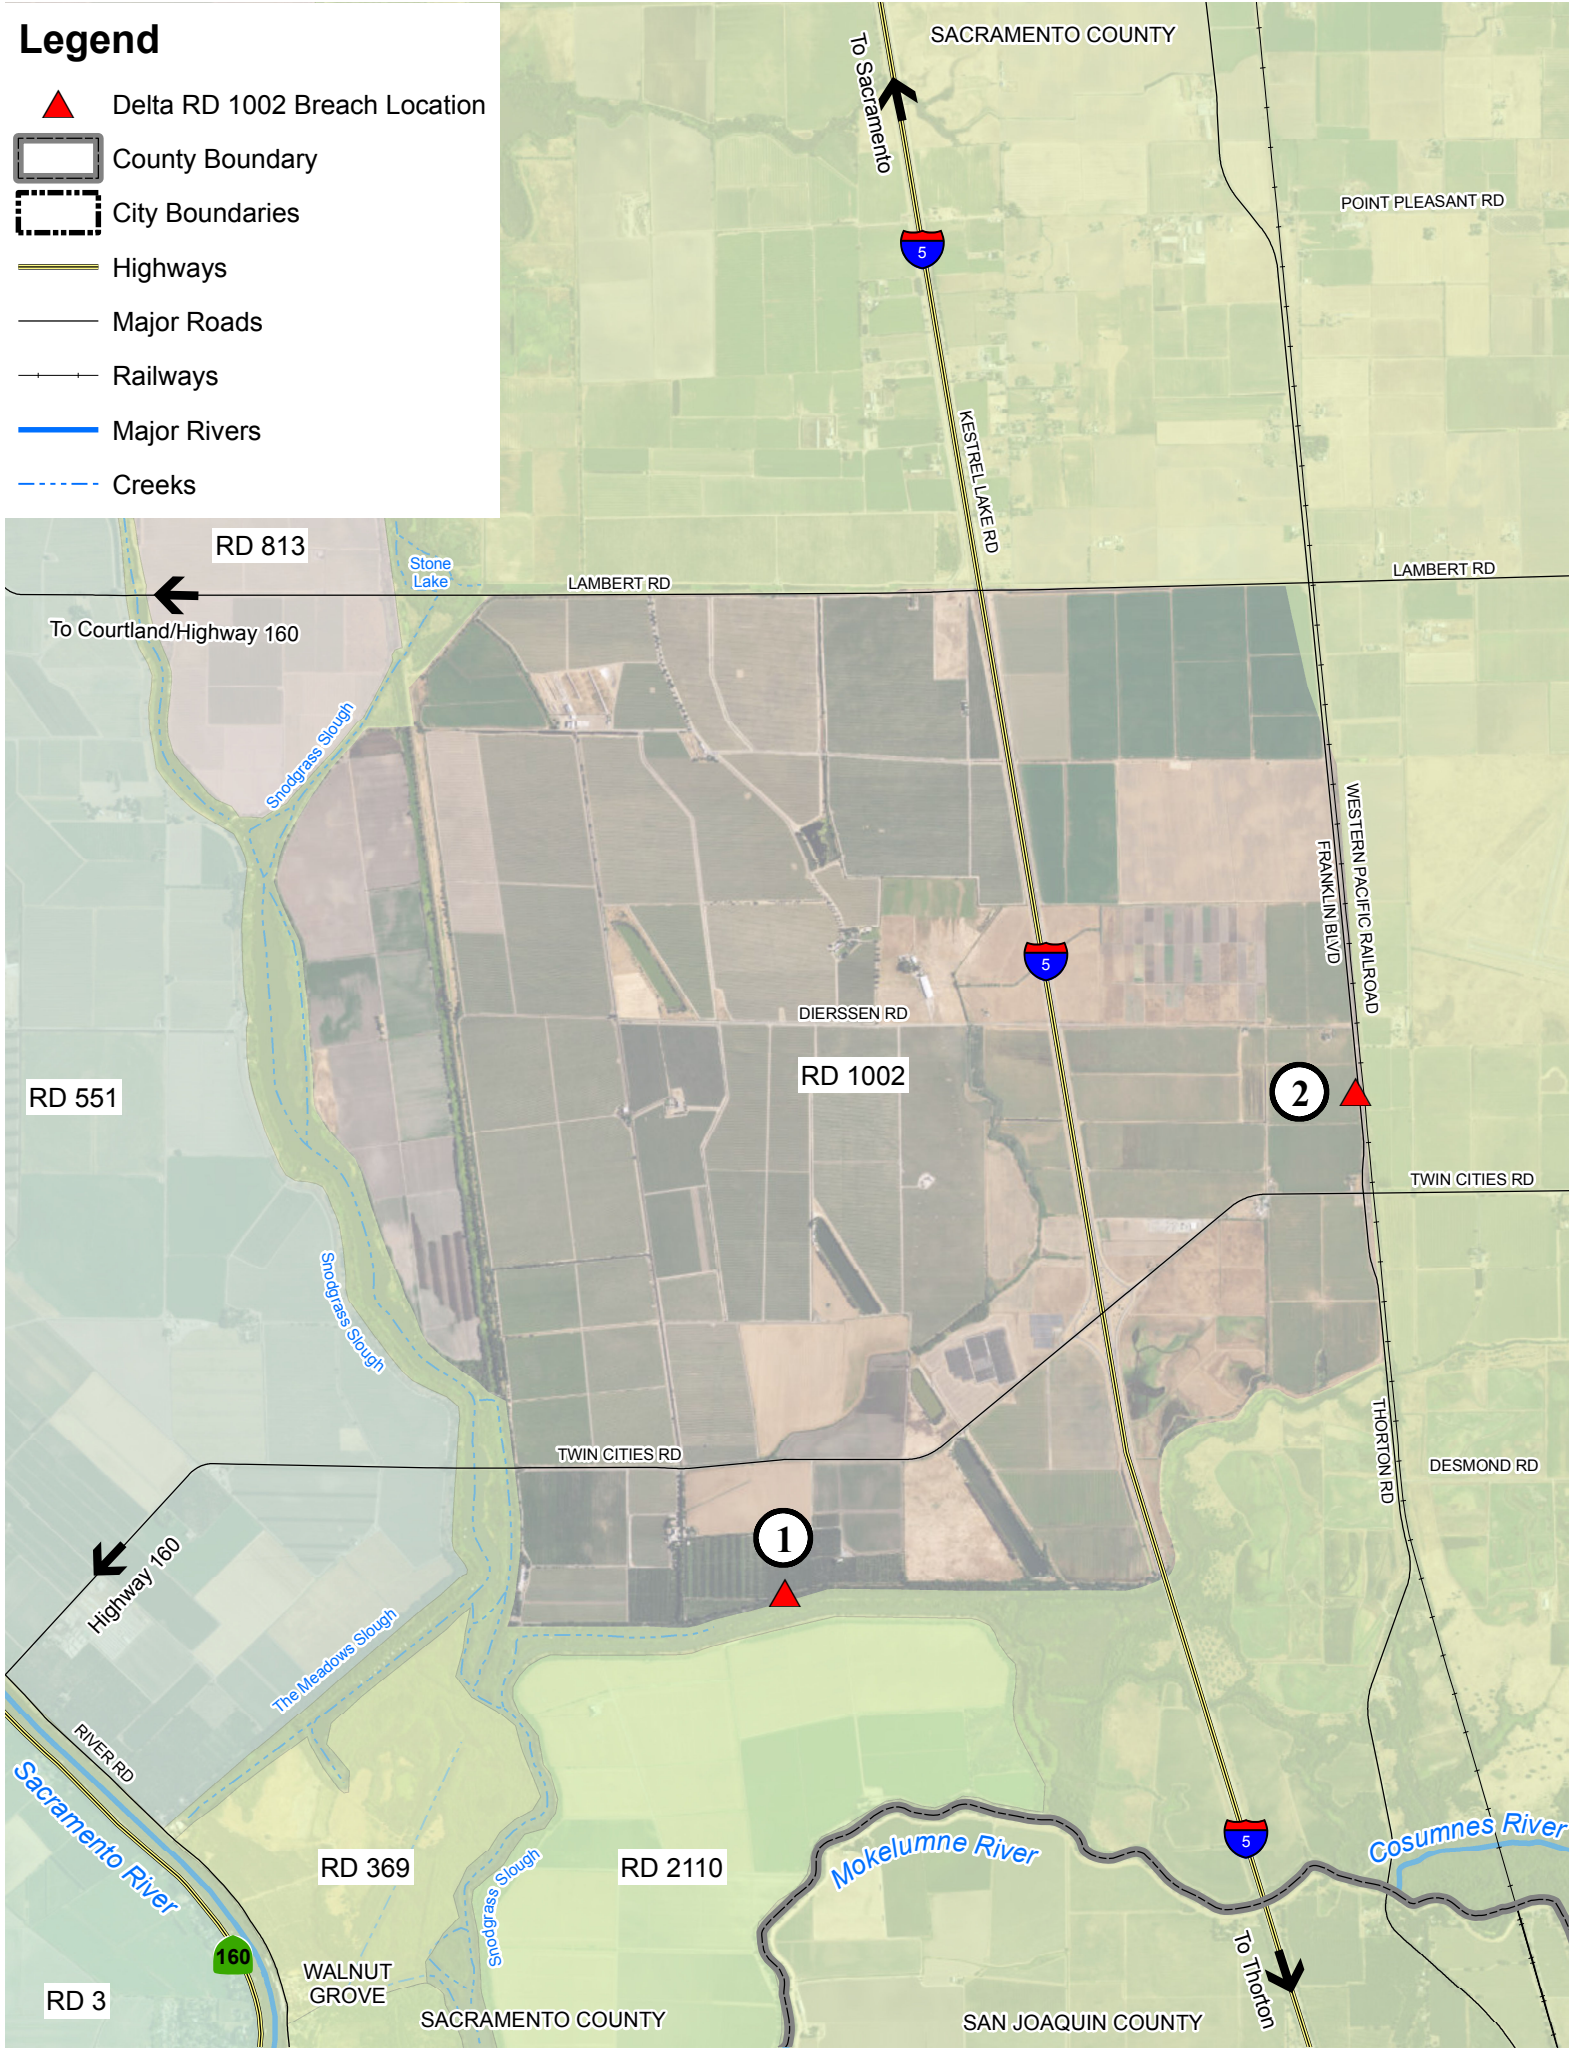 Legend
Delta RD 1002 Breach Location
County Boundary
City Boundaries
Highways
Major Roads
Railways
Major Rivers
Creeks
SACRAMENTO COUNTY
To Sacramento
POINT PLEASANT RD
5
KESTREL LAKE RD
RD 813
Stone
Lake
LAMBERT RD
LAMBERT RD
To Courtland/Highway 160
Snodgrass Slough
WESTERN PACIFIC RAILROAD
FRANKLIN BLVD
5
DIERSSEN RD
RD 1002
RD 551
2
TWIN CITIES RD
Snodgrass Slough
THORTON RD
TWIN CITIES RD
DESMOND RD
1
Highway 160
The Meadows Slough
RIVER RD
Sacramento River
Mokelumne River
5
Cosumnes River
RD 369
RD 2110
Snodgrass Slough
160
To Thorton
WALNUT
GROVE
RD 3
SACRAMENTO COUNTY
SAN JOAQUIN COUNTY